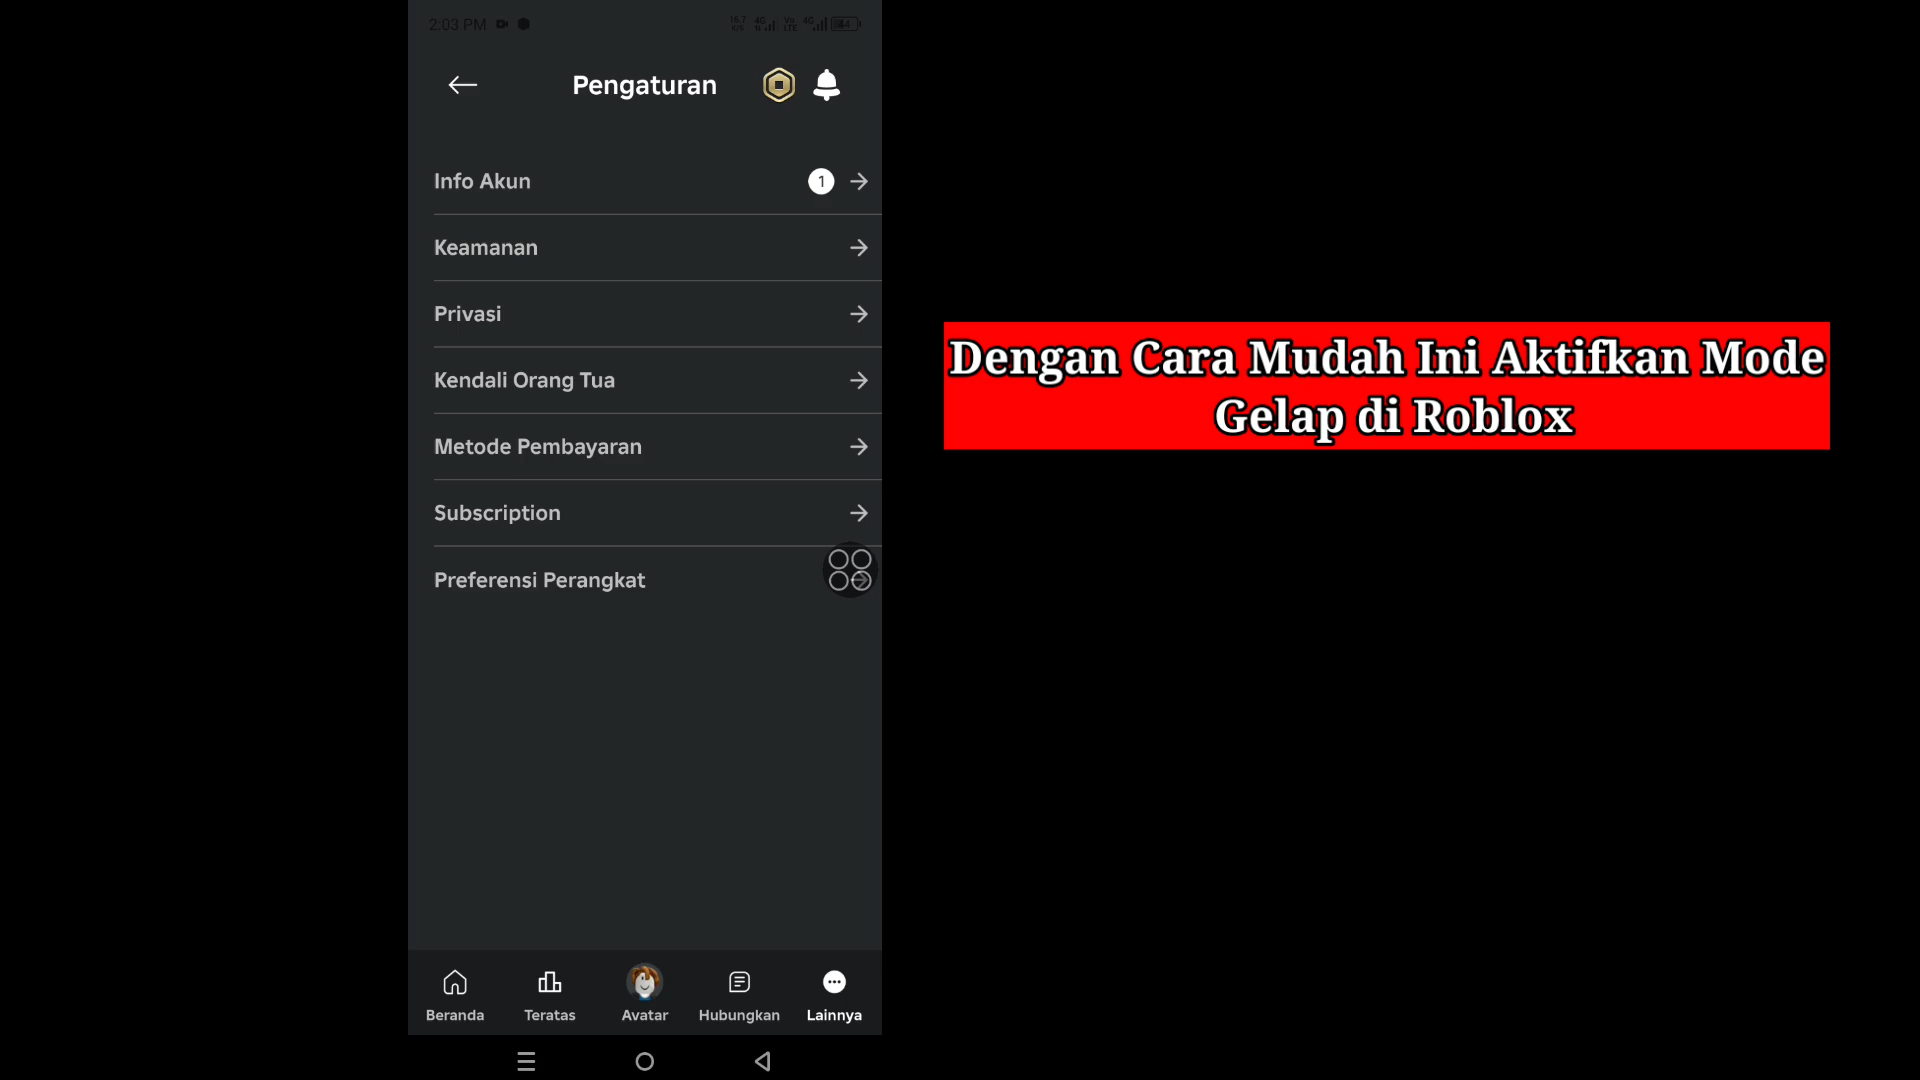 2:03 PM
Pengaturan
Info Akun
1
Keamanan
Privasi
Kendali Orang Tua
Metode Pembayaran
Subscription
Preferensi Perangkat
Beranda
Teratas
Avatar
Hubungkan
Lainnya
Dengan Cara Mudah Ini Aktifkan Mode
Gelap di Roblox